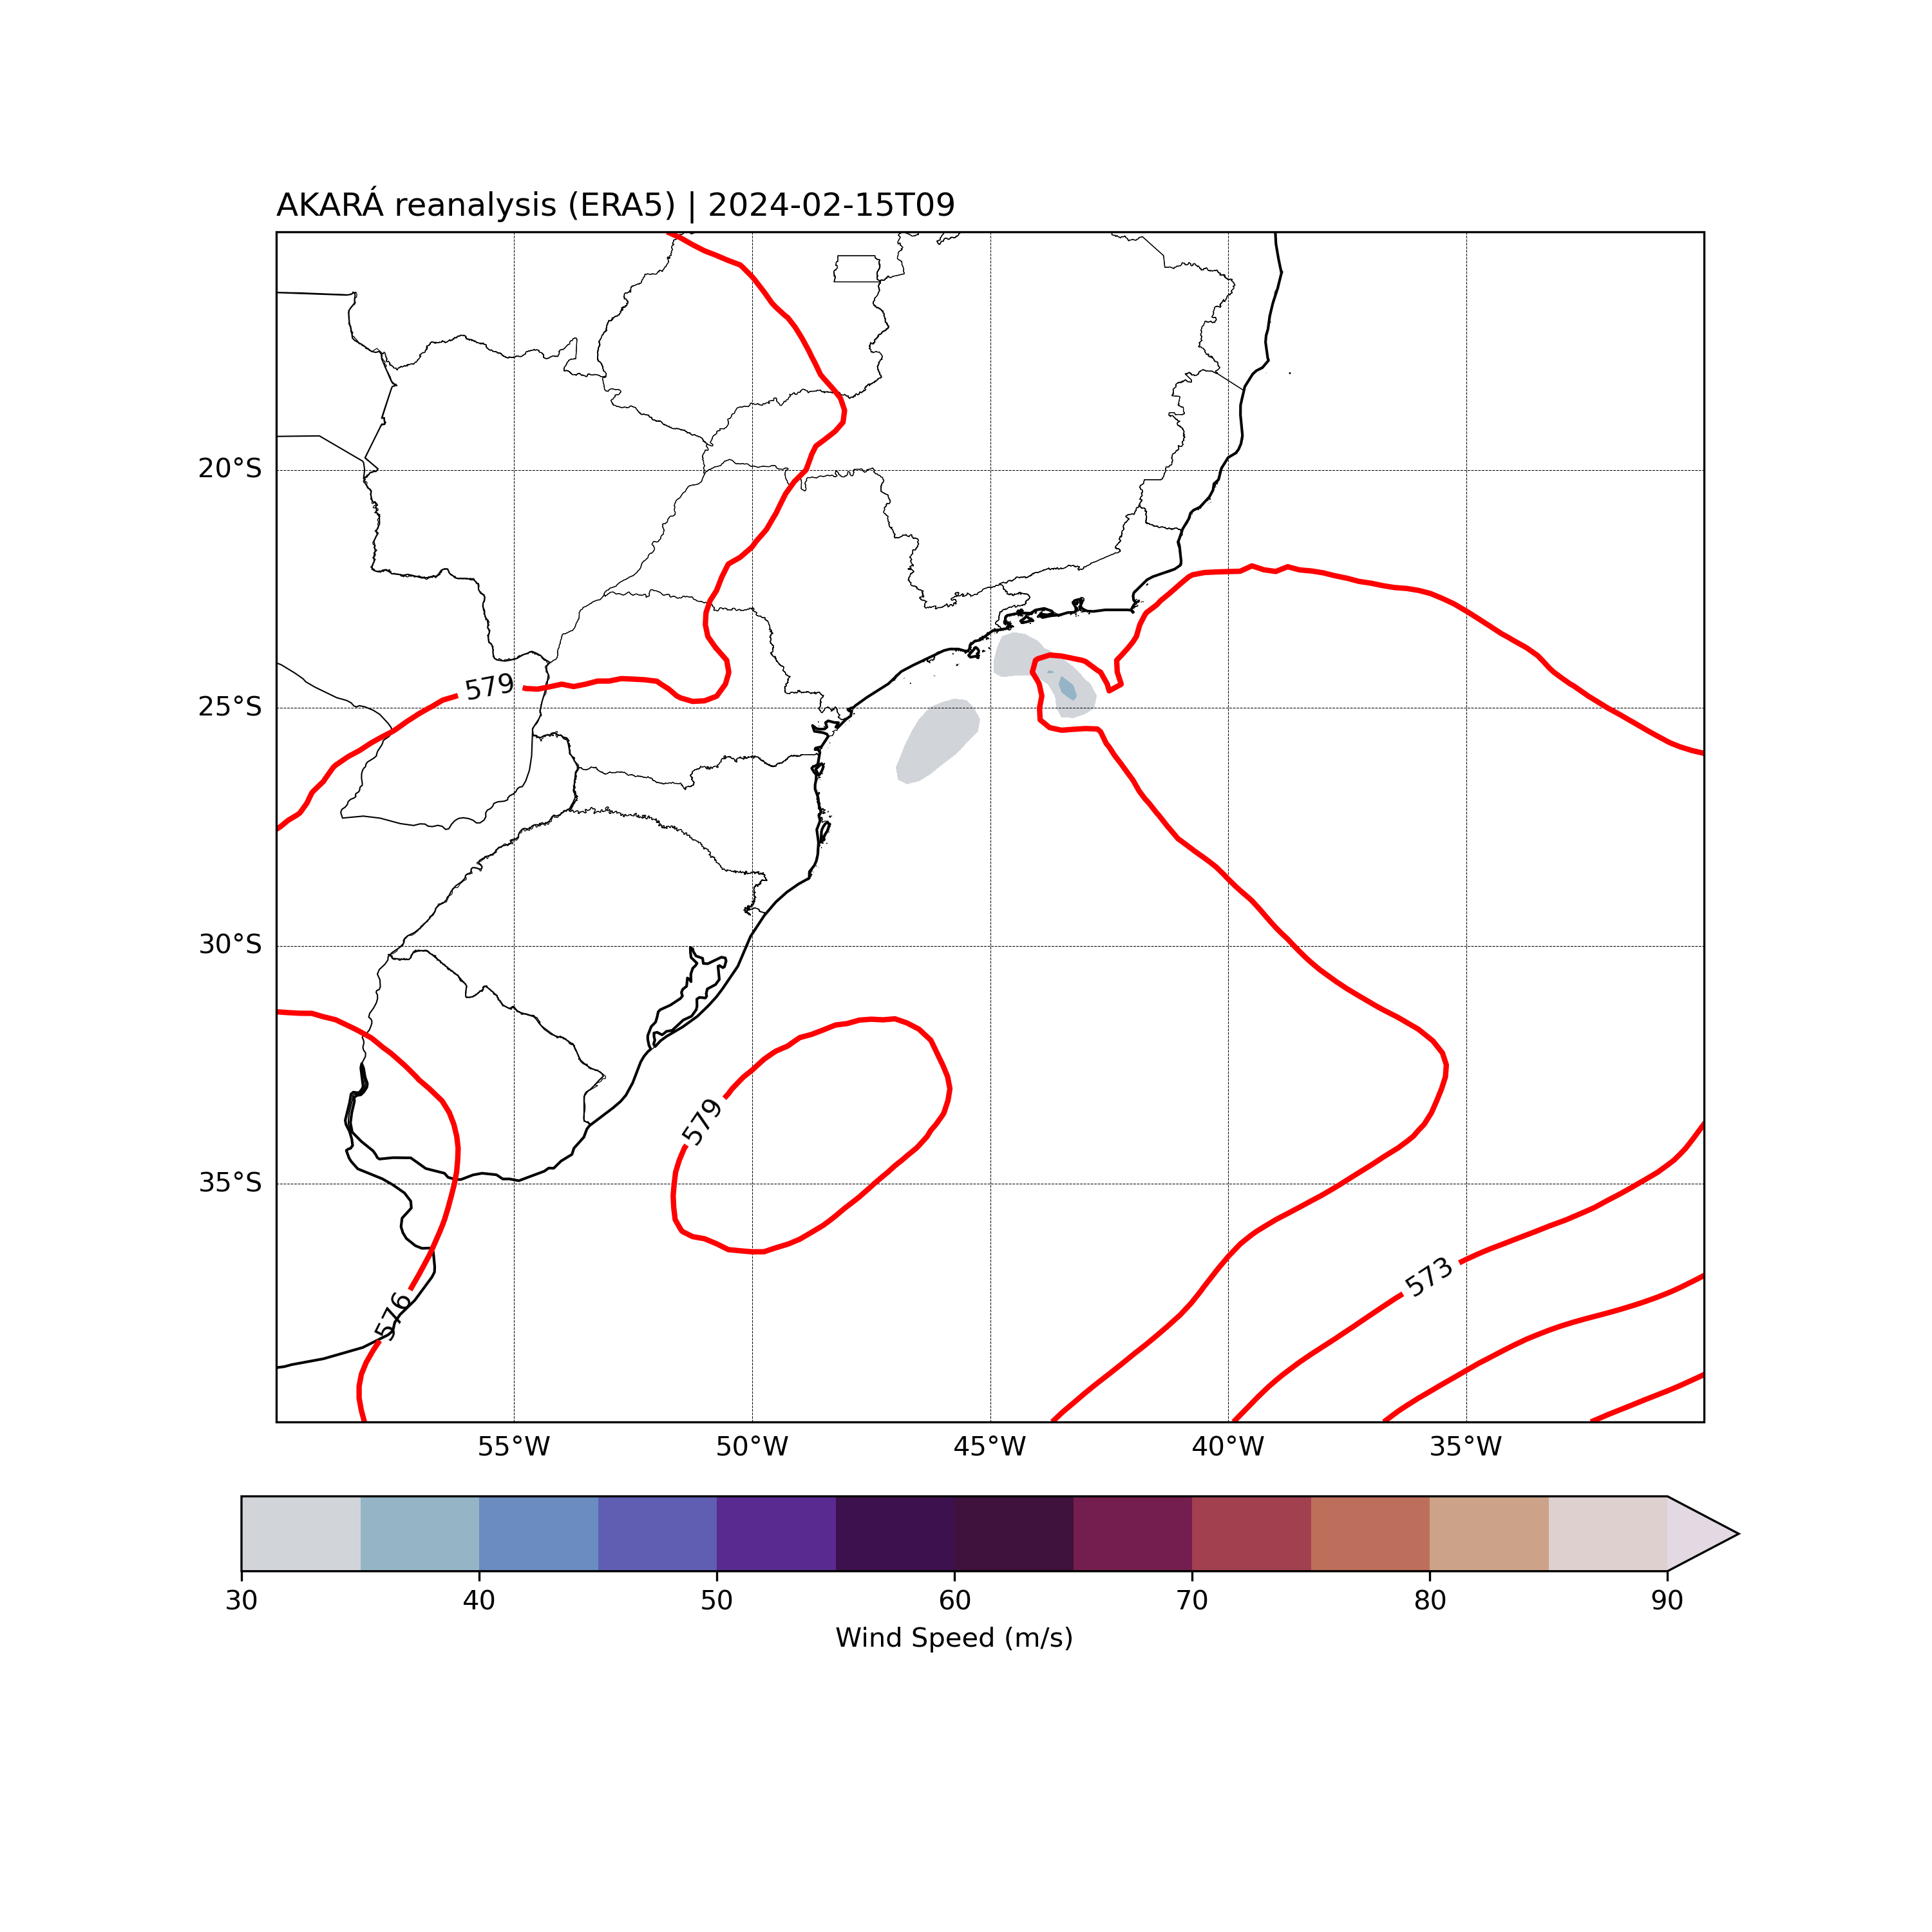 AKARÁ reanalysis (ERA5) | 2024-02-15T09
20°S
579
25°S
30°S
579
35°S
573
576
55°W 50°W 45°W 40°W 35°W
30 40 50 60 70 80 90
Wind Speed (m/s)